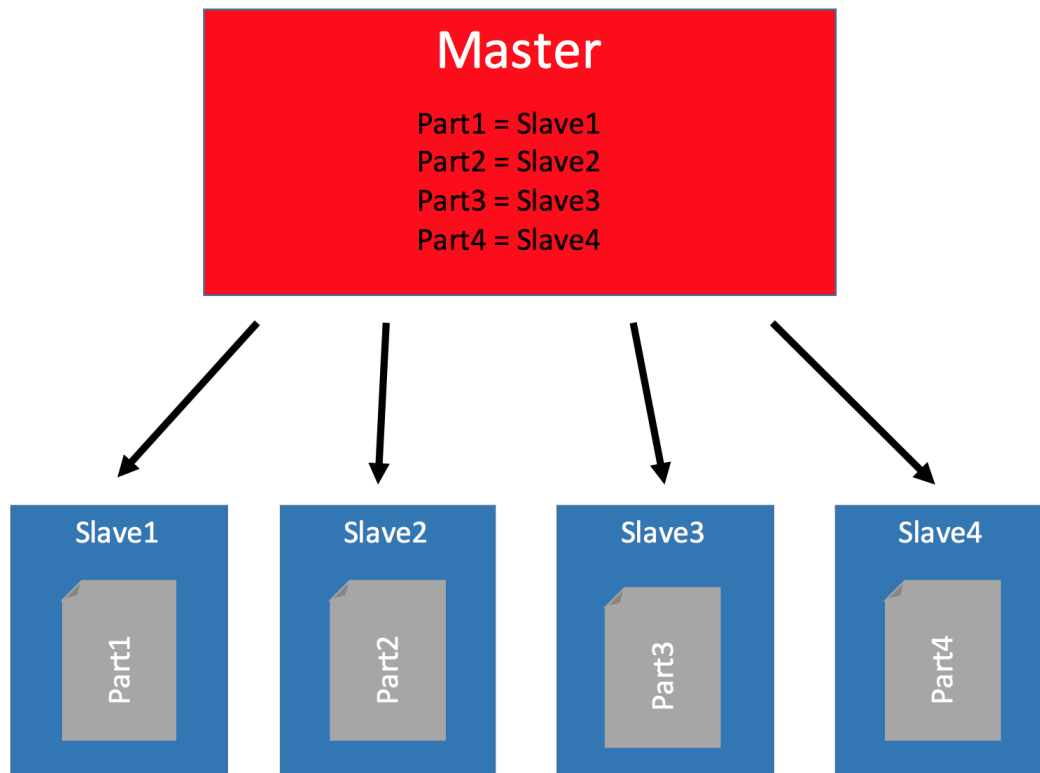 Master
Part1 = Slave1
Part2 = Slave2
Part3 = Slave3
Part4 = Slave4
Slave1
Slave2
Slave3
Slave4
Part1
Part2
Part3
Part4